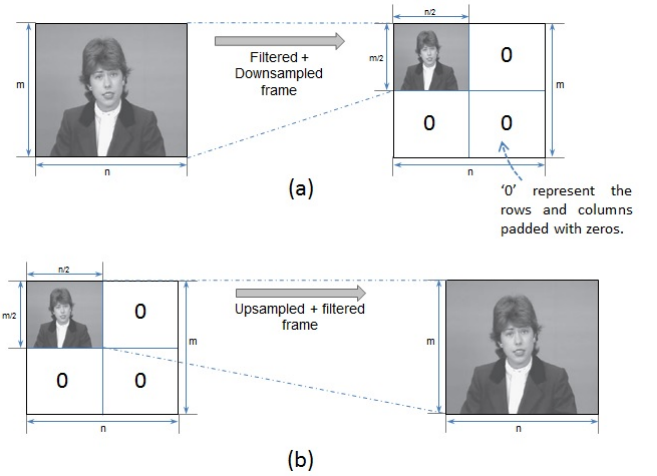 n/2
m
Filtered +
Downsampled
frame
m/2
0
m
0
0
n
n
(a)
‘0’ represent the
rows and columns
padded with zeros.
n/2
m/2
0
m
Upsampled + filtered
frame
m
0
0
n
n
(b)